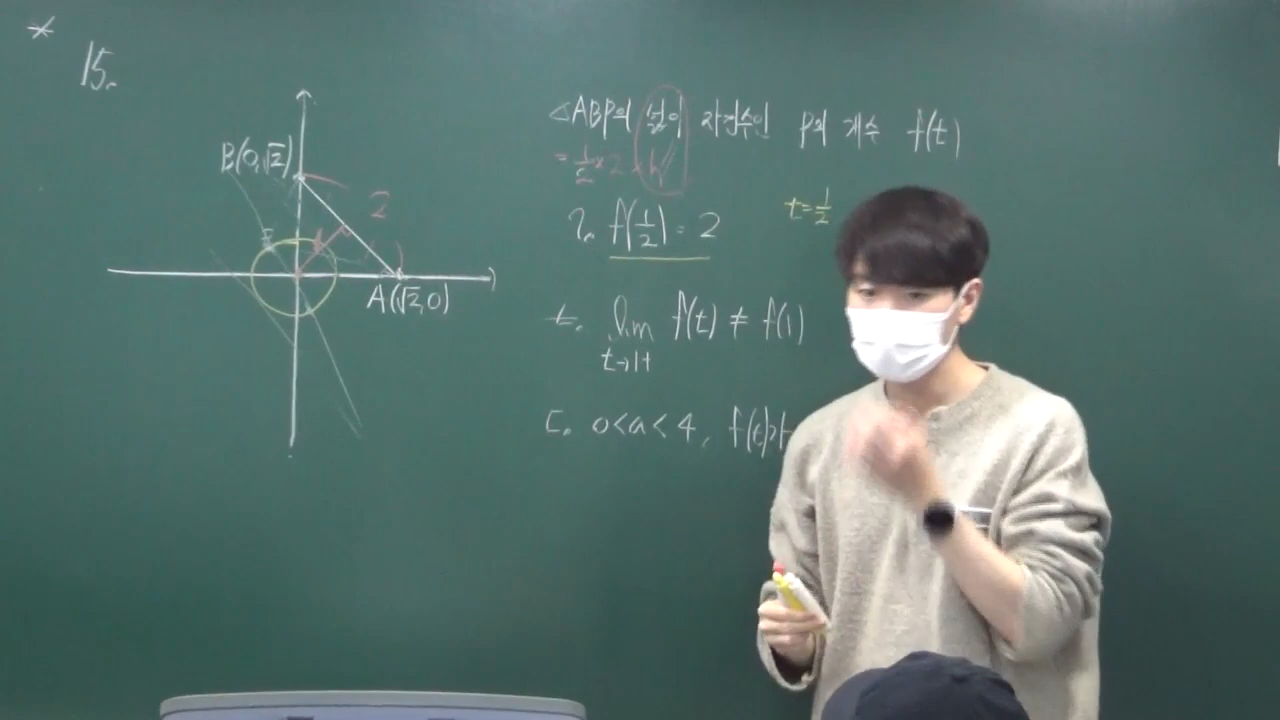 15.
B(0,√2)
2
A(√2,0)
△ABP의 넓이 자연수인 P의 개수 f(t)
= 1/2 × 2 × h
t=1/2
ㄱ. f(1/2) = 2
ㄴ. lim t→1+ f(t) ≠ f(1)
ㄷ. 0<a<4, f(t)가